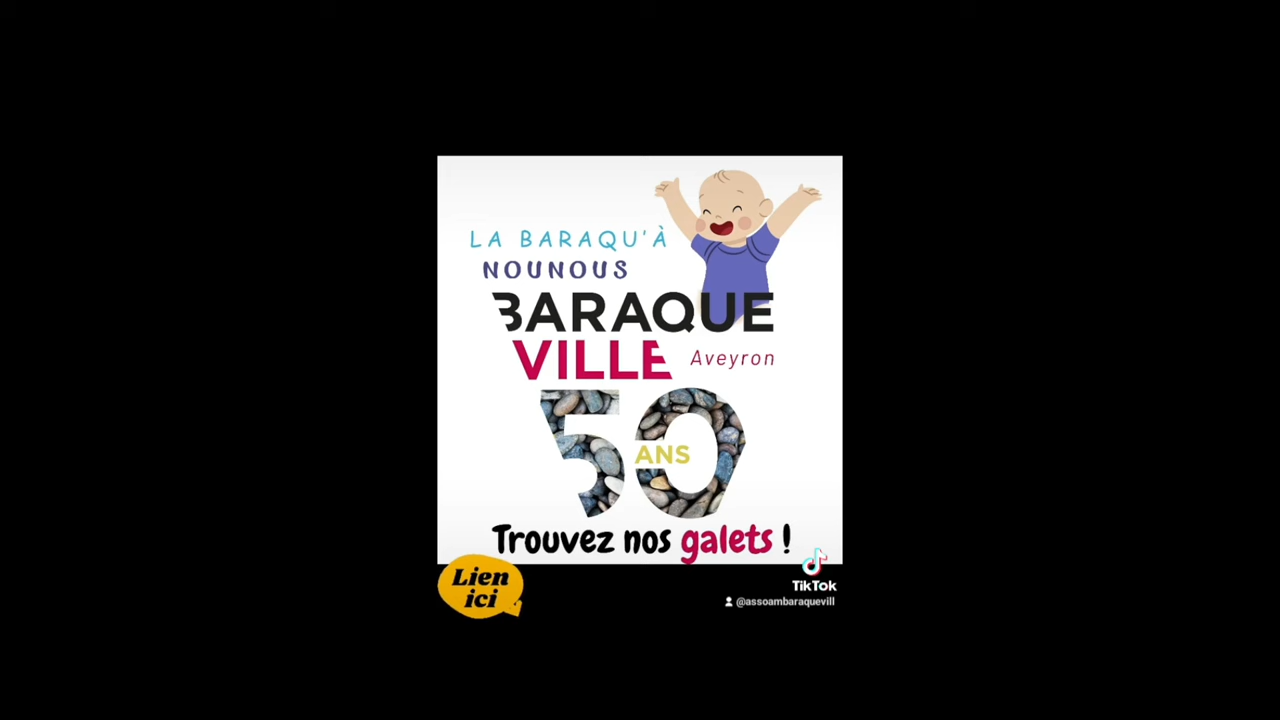 LA BARAQU'À
NOUNOUS
BARAQUE
VILLE Aveyron
50
ANS
Trouvez nos galets !
Lien
ici
TikTok
@assoambaraquevill